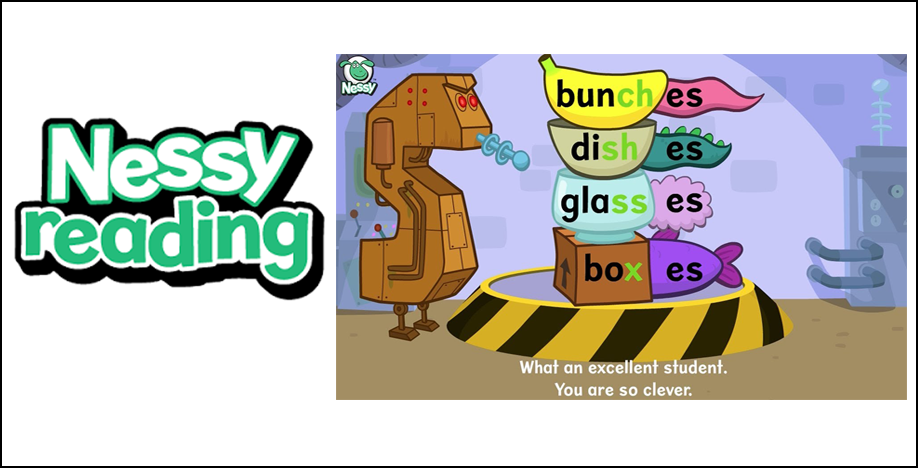 Nessy
reading
Nessy
bunch es
dish es
glass es
box es
What an excellent student.
You are so clever.